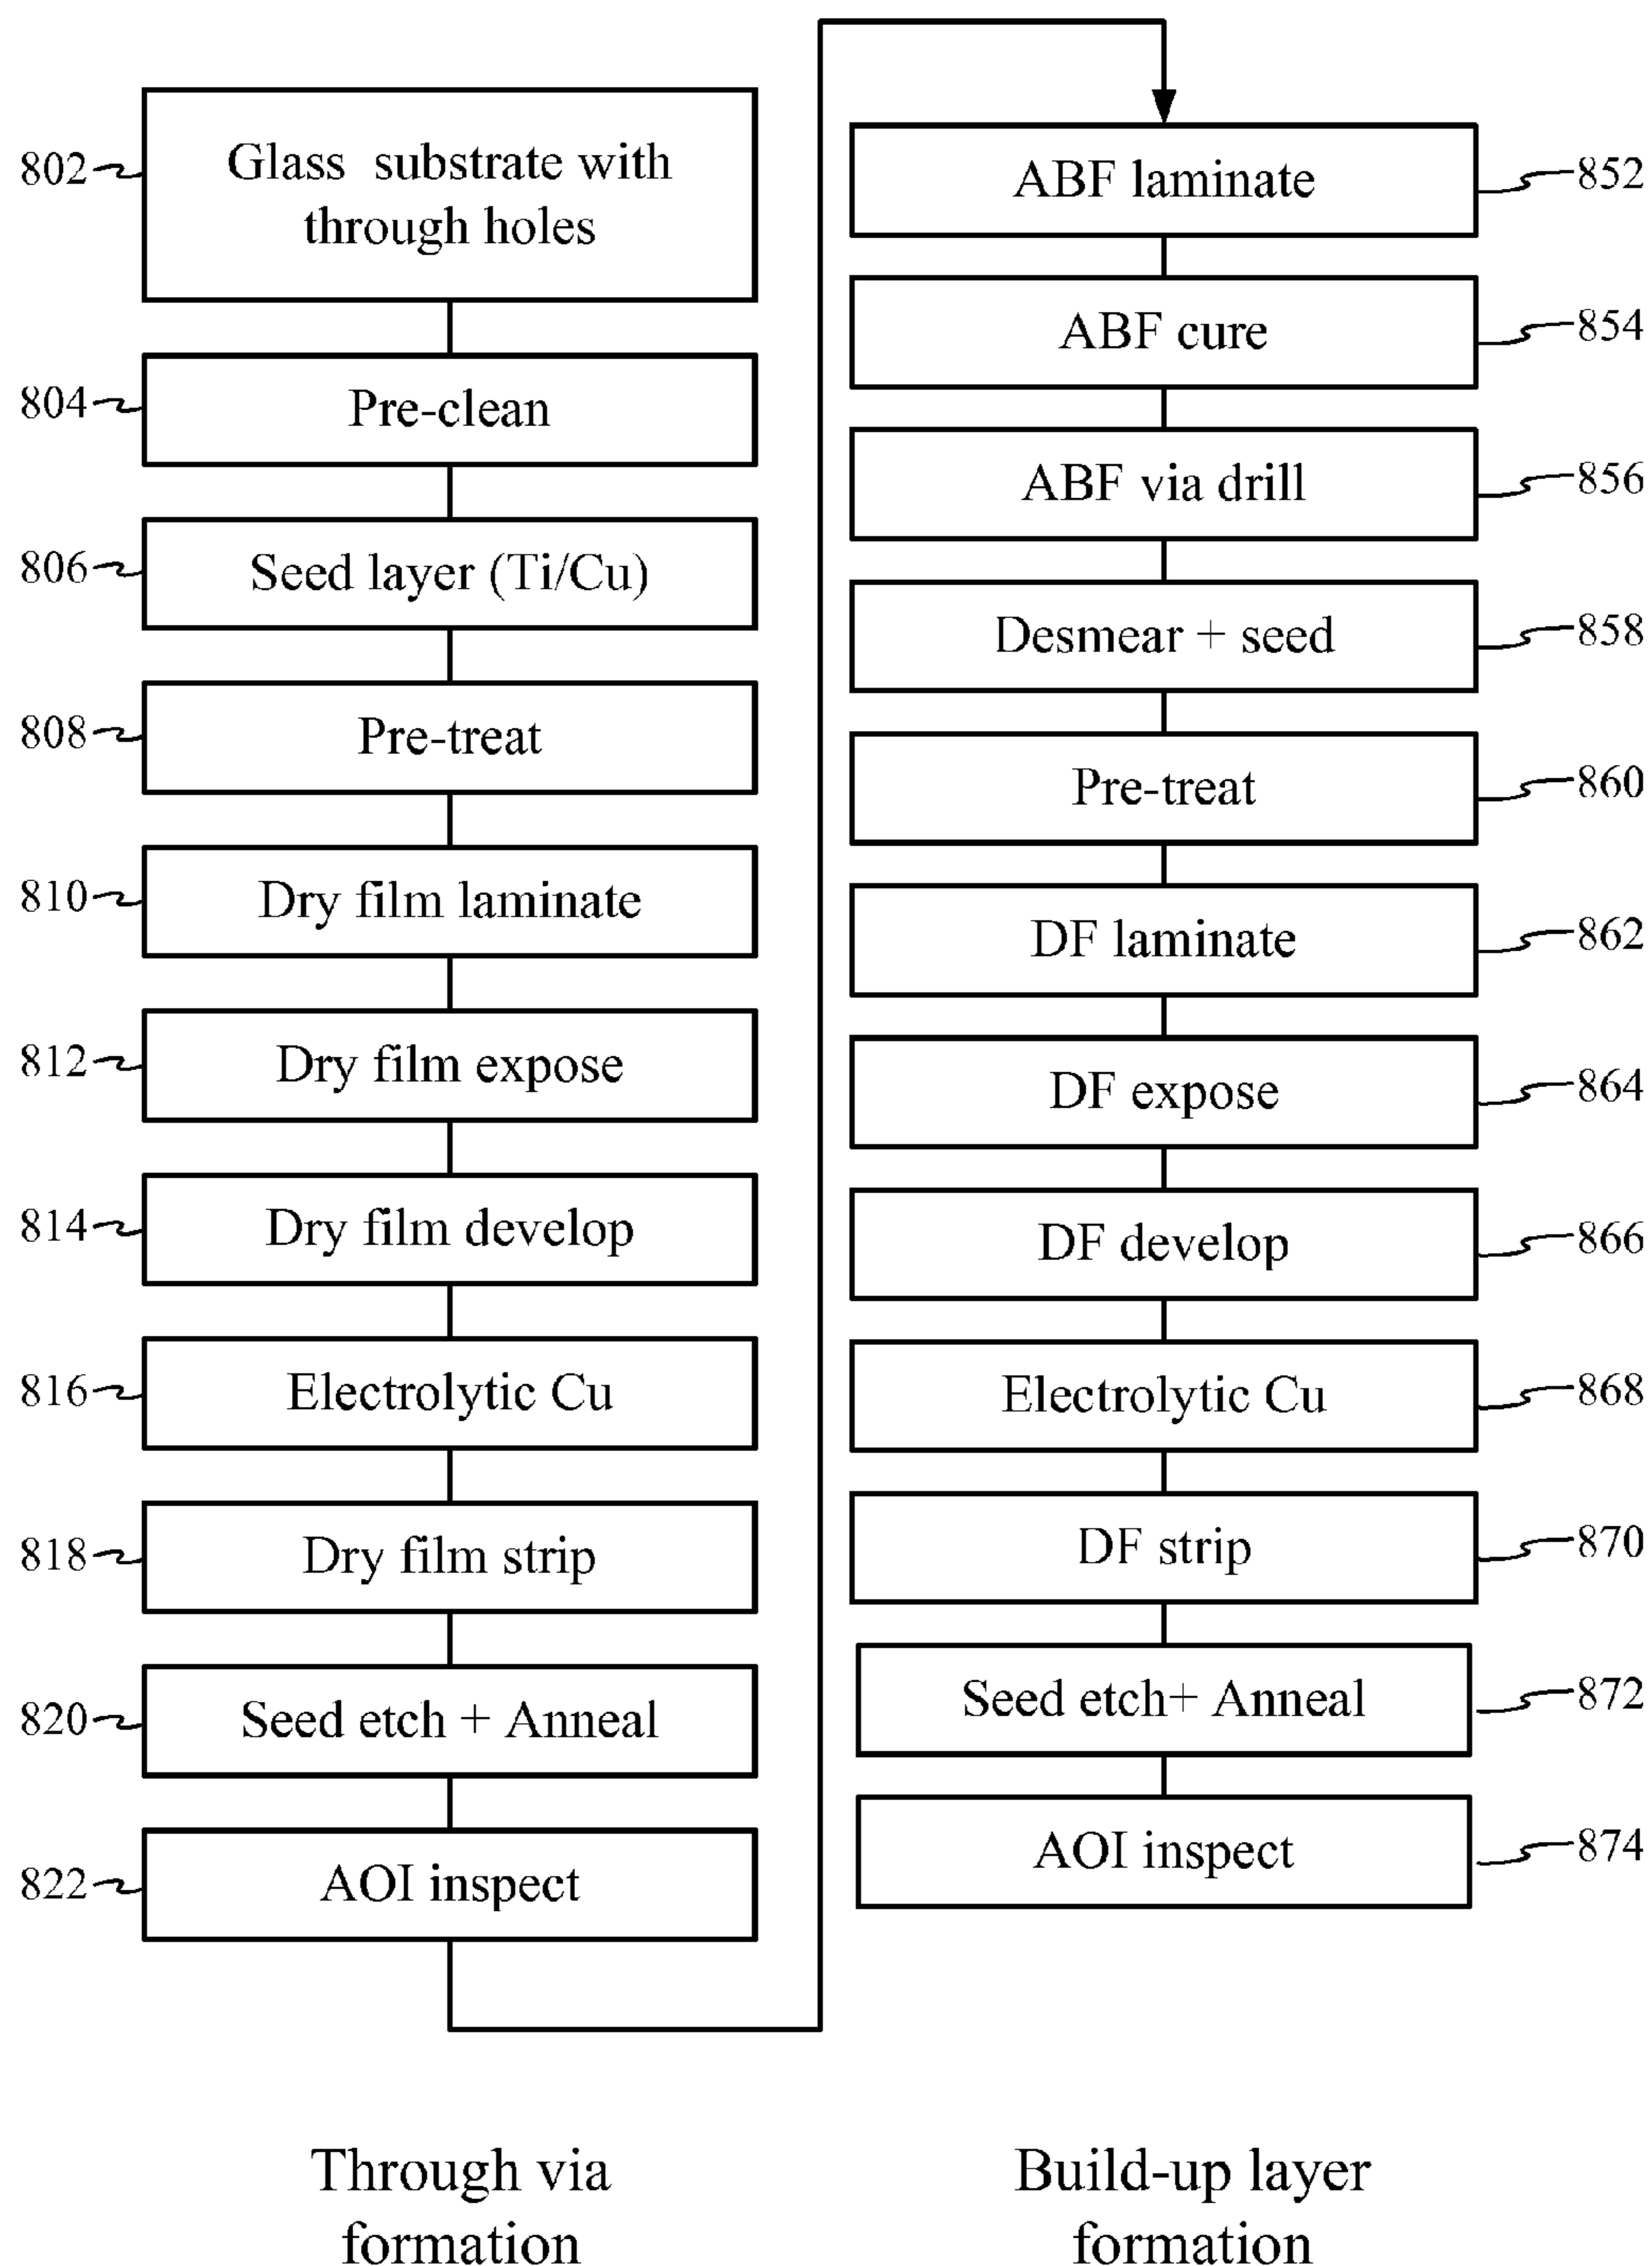 802
Glass substrate with
through holes
804
Pre-clean
806
Seed layer (Ti/Cu)
808
Pre-treat
810
Dry film laminate
812
Dry film expose
814
Dry film develop
816
Electrolytic Cu
818
Dry film strip
820
Seed etch + Anneal
822
AOI inspect
Through via
formation
ABF laminate
852
ABF cure
854
ABF via drill
856
Desmear + seed
858
Pre-treat
860
DF laminate
862
DF expose
864
DF develop
866
Electrolytic Cu
868
DF strip
870
Seed etch+ Anneal
872
AOI inspect
874
Build-up layer
formation